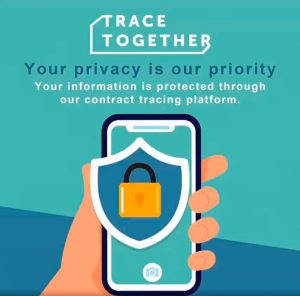 TRACE
TOGETHER
Your privacy is our priority
Your information is protected through
our contract tracing platform.